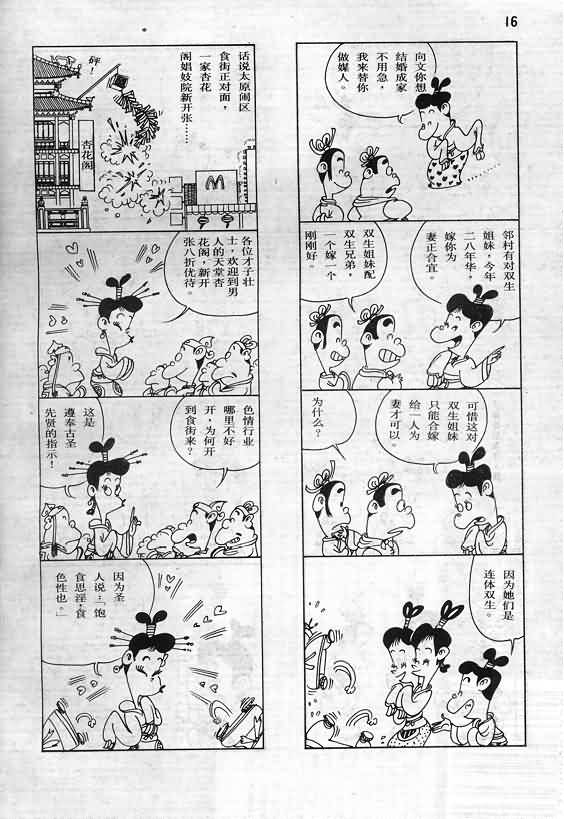 16
向文你想
结婚成家
不用急，
我来替你
做媒人。
邻村有对双生
姐妹，今年
二八年华，
嫁你为
妻正合宜。
双生姐妹配
双生兄弟，
一个嫁一个
刚刚好。
可惜这对
双生姐妹
只能合嫁
给一人为
妻才可以。
为什么？
因为她们是
连体双生。
话说太原闹区
食街正对面，
一家杏花
阁娼妓院新开张……
砰！
杏花阁
M
各位才子壮
士，欢迎到男
人的天堂杏
花阁，新开
张八折优待。
色情行业
哪里不好
开，为何开
到食街来？
这是
遵奉古圣
先贤的指示！
因为圣
人说：「饱
食思淫，食
色性也。」